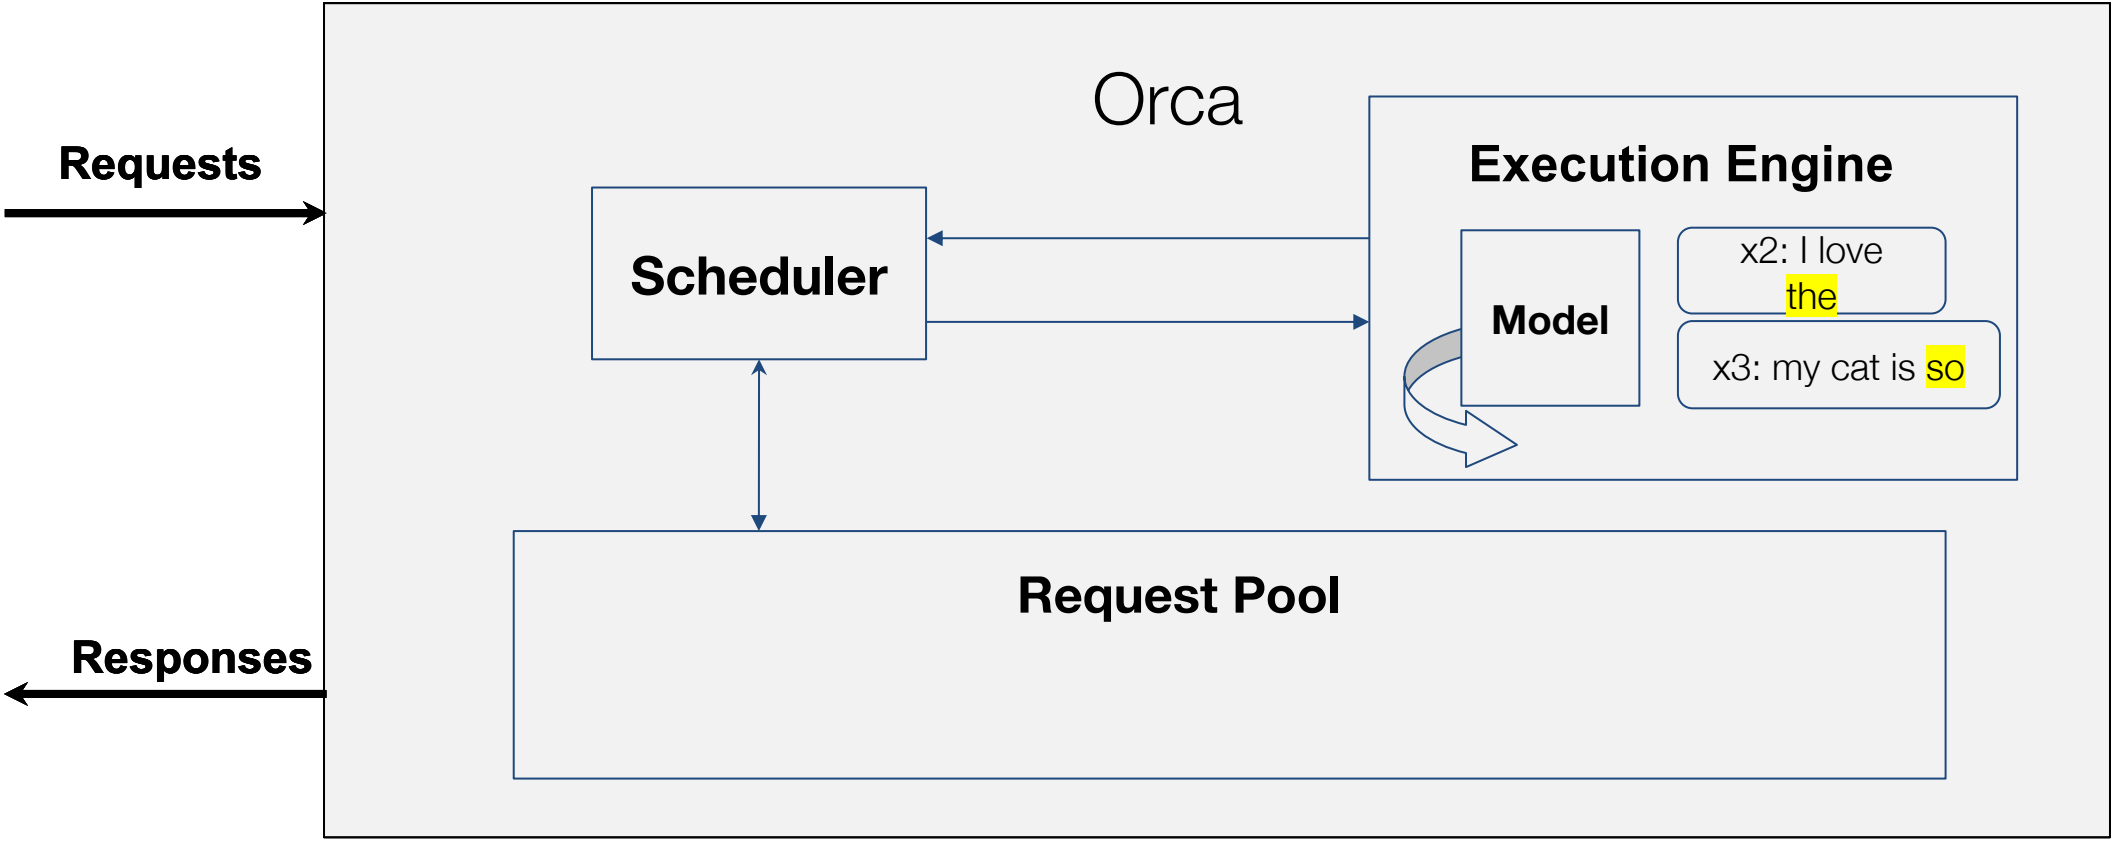 Orca
Requests
Execution Engine
Scheduler
Model
x2: I love
the
x3: my cat is so
Request Pool
Responses